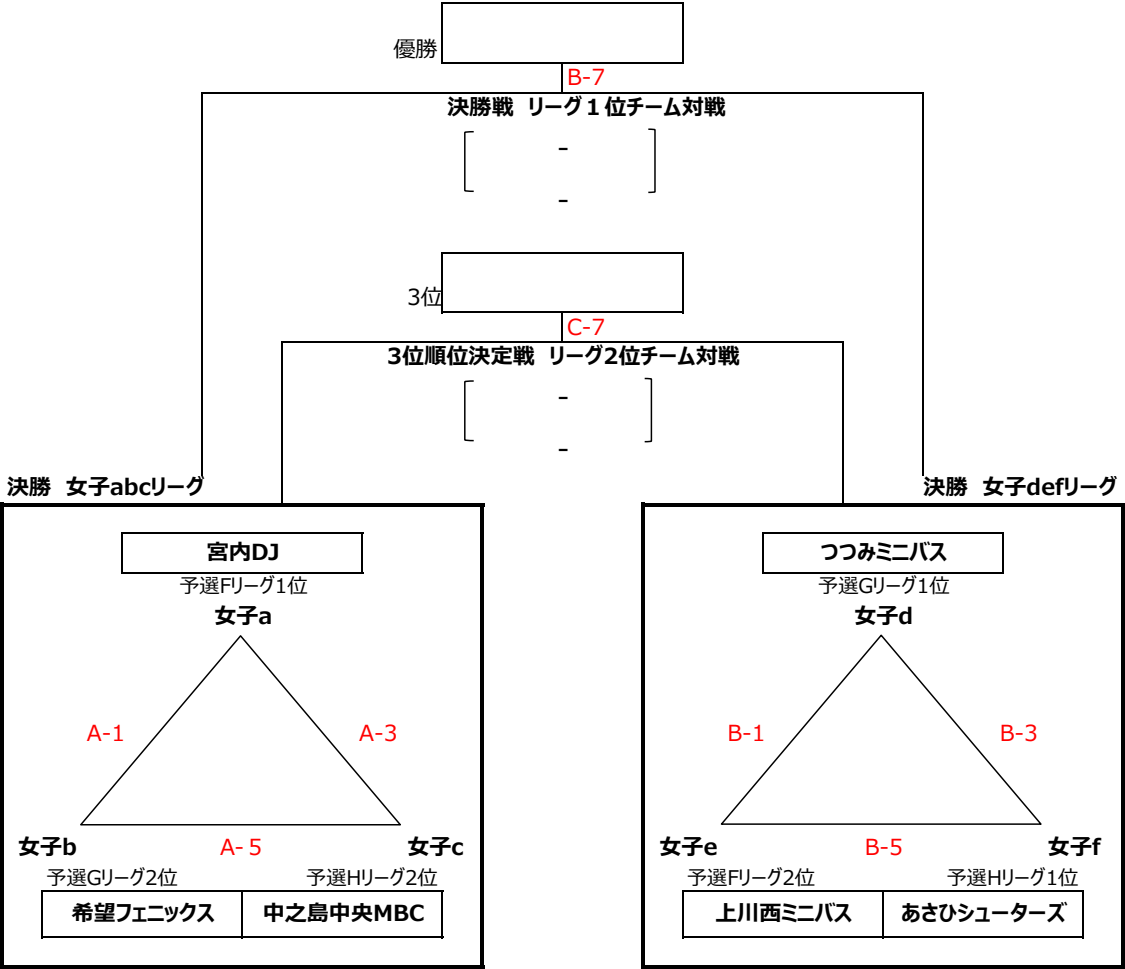 優勝
B-7
決勝戦 リーグ１位チーム対戦
-
-
3位
C-7
3位順位決定戦 リーグ2位チーム対戦
-
-
決勝 女子abcリーグ
決勝 女子defリーグ
宮内DJ
予選Fリーグ1位
女子a
A-1
A-3
女子b
A-５
女子c
予選Gリーグ2位
予選Hリーグ2位
希望フェニックス
中之島中央MBC
つつみミニバス
予選Gリーグ1位
女子d
B-1
B-3
女子e
B-5
女子f
予選Fリーグ2位
予選Hリーグ1位
上川西ミニバス
あさひシューターズ